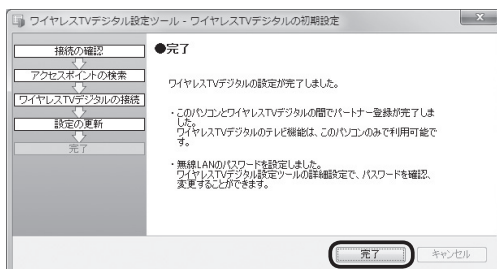 ワイヤレスTVデジタル設定ツール - ワイヤレスTVデジタルの初期設定
接続の確認
アクセスポイントの検索
ワイヤレスTVデジタルの接続
設定の更新
完了
●完了
ワイヤレスTVデジタルの設定が完了しました。
・このパソコンとワイヤレスTVデジタルの間でパートナー登録が完了しま
した。
ワイヤレスTVデジタルのテレビ機能は、このパソコンのみで利用可能で
す。
・無線LANのパスワードを設定しました。
ワイヤレスTVデジタル設定ツールの詳細設定で、パスワードを確認、
変更することができます。
完了
キャンセル